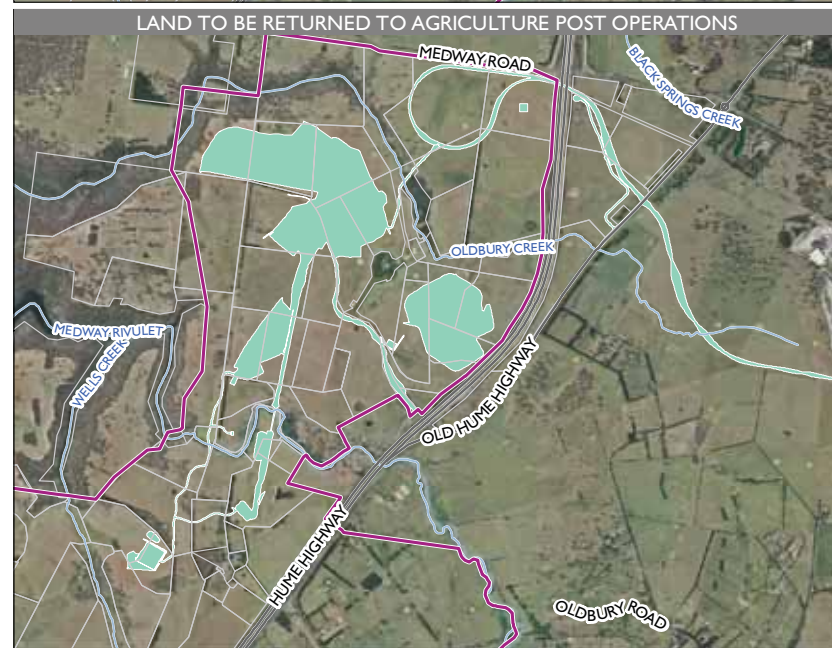 LAND TO BE RETURNED TO AGRICULTURE POST OPERATIONS
MEDWAY ROAD
BLACK SPRINGS CREEK
OLDBURY CREEK
MEDWAY RIVULET
WELLS CREEK
OLD HUME HIGHWAY
HUME HIGHWAY
OLDBURY ROAD